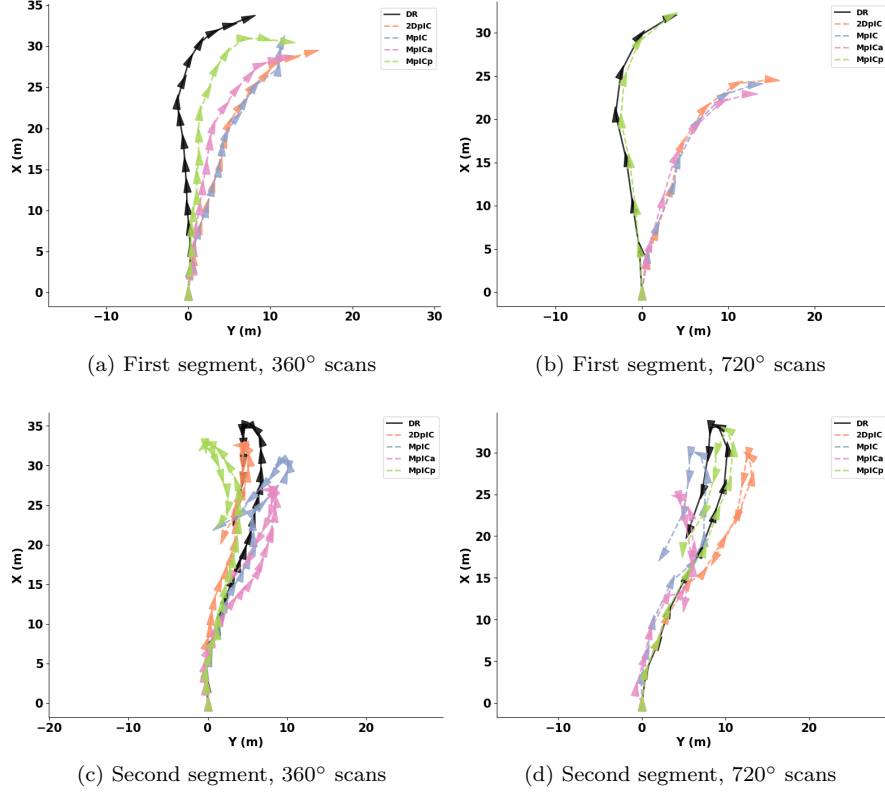 35
30
25
20
15
10
5
0
X (m)
−10
0
10
20
30
Y (m)
DR
2DpIC
MpIC
MpICa
MpICp
30
25
20
15
10
5
0
X (m)
−10
0
10
20
Y (m)
DR
2DpIC
MpIC
MpICa
MpICp
(a) First segment, 360° scans
(b) First segment, 720° scans
35
30
25
20
15
10
5
0
X (m)
−20
−10
0
10
20
Y (m)
DR
2DpIC
MpIC
MpICa
MpICp
30
25
20
15
10
5
0
X (m)
−10
0
10
20
Y (m)
DR
2DpIC
MpIC
MpICa
MpICp
(c) Second segment, 360° scans
(d) Second segment, 720° scans